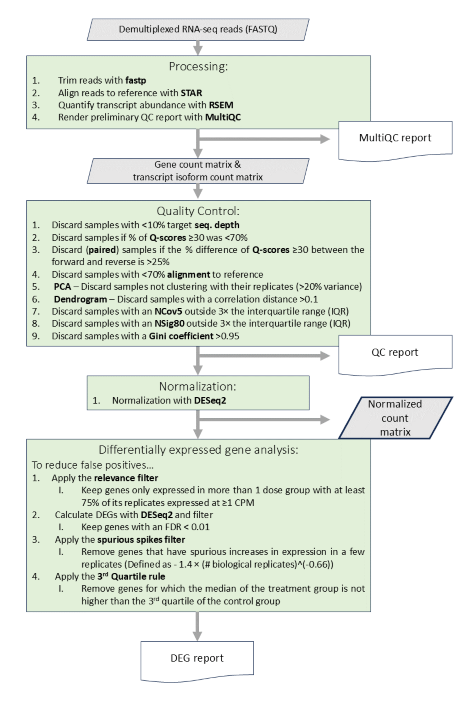 Demultiplexed RNA-seq reads (FASTQ)
Processing:
1. Trim reads with fastp
2. Align reads to reference with STAR
3. Quantify transcript abundance with RSEM
4. Render preliminary QC report with MultiQC
MultiQC report
Gene count matrix &
transcript isoform count matrix
Quality Control:
1. Discard samples with <10% target seq. depth
2. Discard samples if % of Q-scores ≥30 was <70%
3. Discard (paired) samples if the % difference of Q-scores ≥30 between the
forward and reverse is >25%
4. Discard samples with <70% alignment to reference
5. PCA – Discard samples not clustering with their replicates (>20% variance)
6. Dendrogram – Discard samples with a correlation distance >0.1
7. Discard samples with an NCov5 outside 3× the interquartile range (IQR)
8. Discard samples with an NSig80 outside 3× the interquartile range (IQR)
9. Discard samples with a Gini coefficient >0.95
QC report
Normalization:
1. Normalization with DESeq2
Normalized
count
matrix
Differentially expressed gene analysis:
To reduce false positives...
1. Apply the relevance filter
I. Keep genes only expressed in more than 1 dose group with at least
75% of its replicates expressed at ≥1 CPM
2. Calculate DEGs with DESeq2 and filter
I. Keep genes with an FDR < 0.01
3. Apply the spurious spikes filter
I. Remove genes that have spurious increases in expression in a few
replicates (Defined as - 1.4 × (# biological replicates)^(-0.66))
4. Apply the 3rd Quartile rule
I. Remove genes for which the median of the treatment group is not
higher than the 3rd quartile of the control group
DEG report